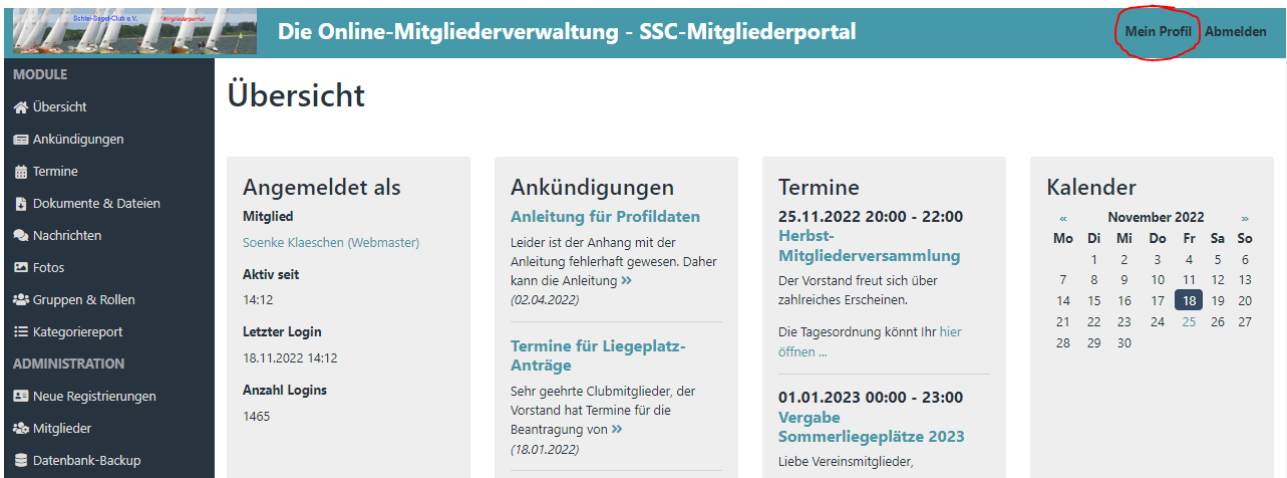 Schlei-Segel-Club e.V. Mitgliederportal
Die Online-Mitgliederverwaltung - SSC-Mitgliederportal
Mein Profil Abmelden
MODULE
Übersicht
Ankündigungen
Termine
Dokumente & Dateien
Nachrichten
Fotos
Gruppen & Rollen
Kategoriereport
ADMINISTRATION
Neue Registrierungen
Mitglieder
Datenbank-Backup
Übersicht
Angemeldet als
Mitglied
Soenke Klaeschen (Webmaster)
Aktiv seit
14:12
Letzter Login
18.11.2022 14:12
Anzahl Logins
1465
Ankündigungen
Anleitung für Profildaten
Leider ist der Anhang mit der
Anleitung fehlerhaft gewesen. Daher
kann die Anleitung »
(02.04.2022)
Termine für Liegeplatz-
Anträge
Sehr geehrte Clubmitglieder, der
Vorstand hat Termine für die
Beantragung von »
(18.01.2022)
Termine
25.11.2022 20:00 - 22:00
Herbst-
Mitgliederversammlung
Der Vorstand freut sich über
zahlreiches Erscheinen.
Die Tagesordnung könnt Ihr hier
öffnen ...
01.01.2023 00:00 - 23:00
Vergabe
Sommerliegeplätze 2023
Liebe Vereinsmitglieder,
Kalender
« November 2022 »
Mo Di Mi Do Fr Sa So
1 2 3 4 5 6
7 8 9 10 11 12 13
14 15 16 17 18 19 20
21 22 23 24 25 26 27
28 29 30